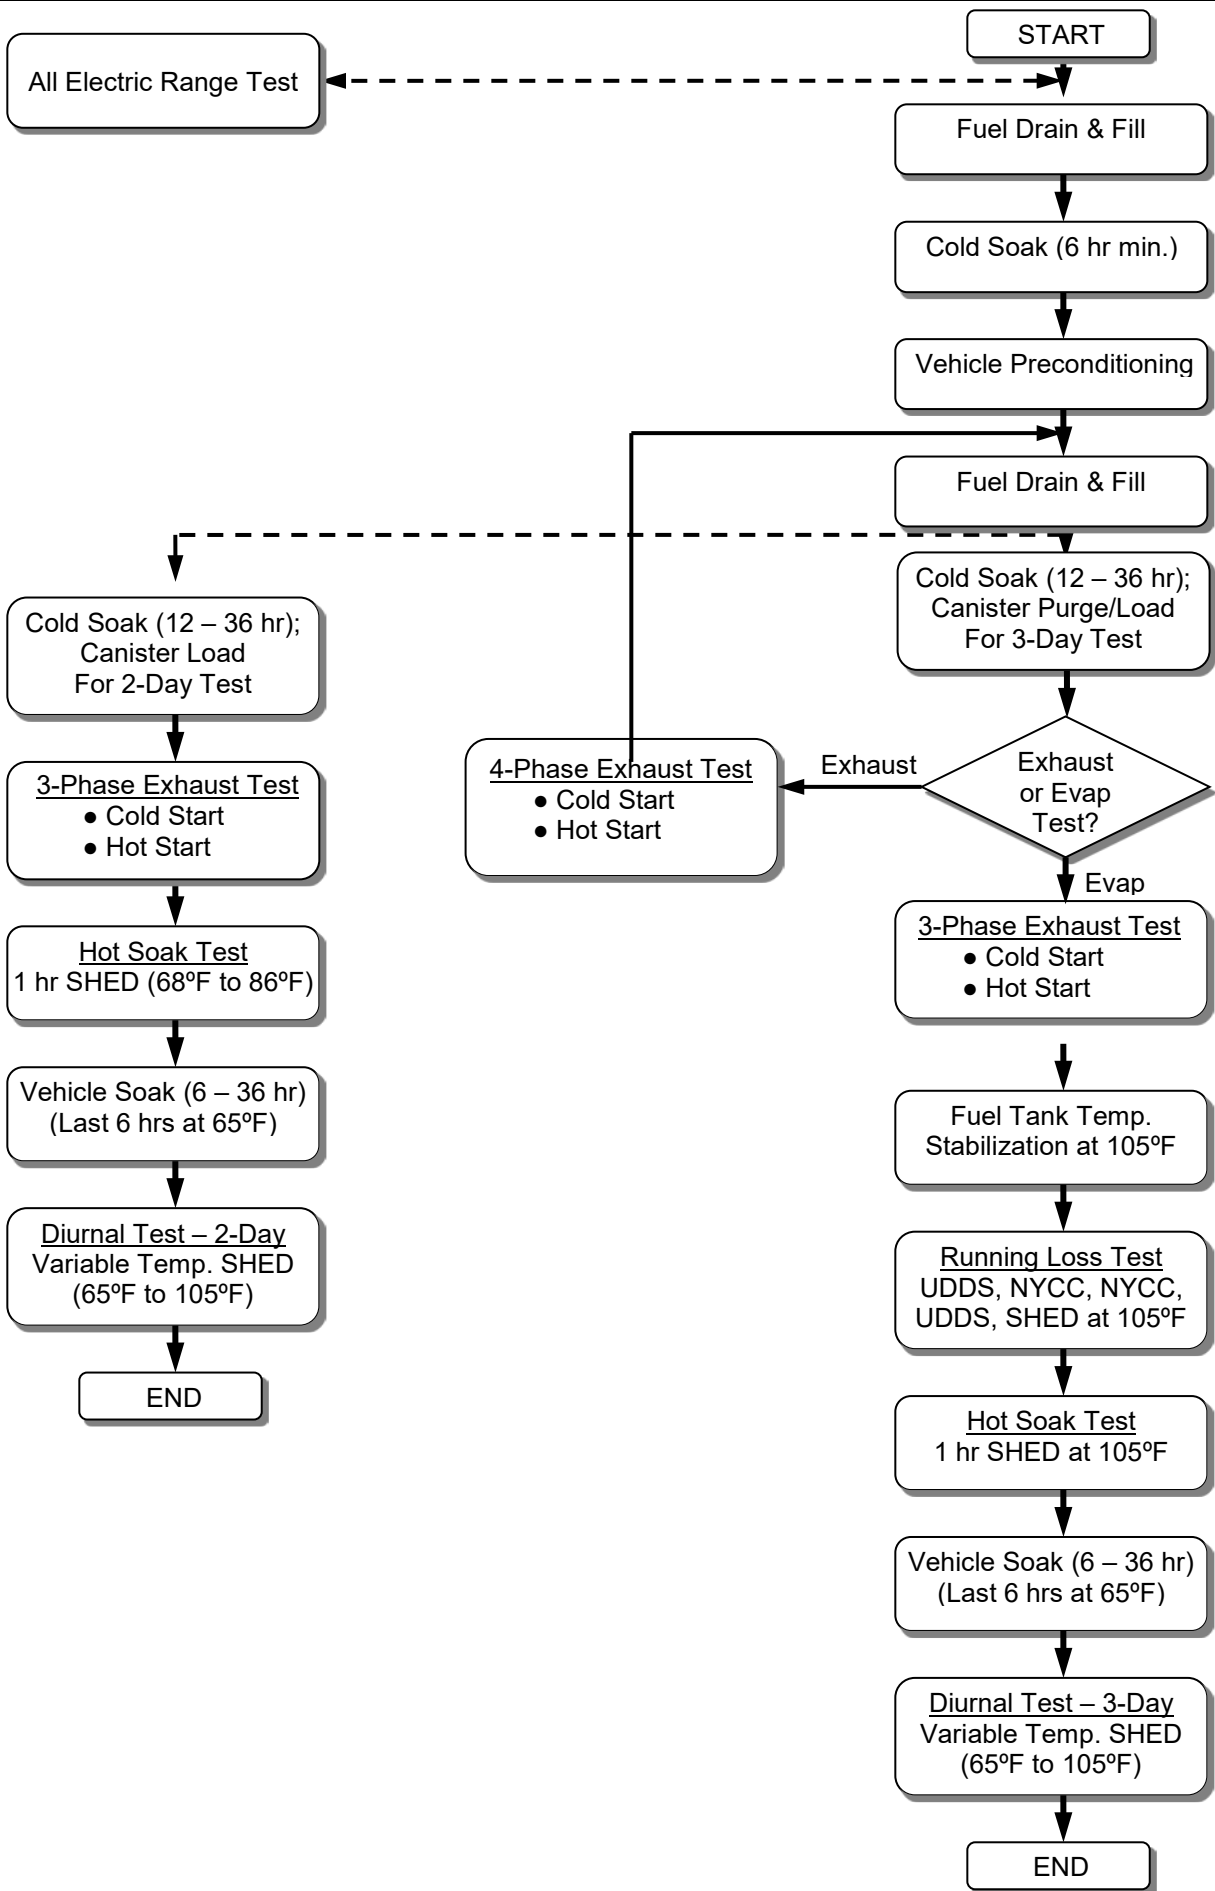 START
All Electric Range Test
Fuel Drain & Fill
Cold Soak (6 hr min.)
Vehicle Preconditioning
Fuel Drain & Fill
Cold Soak (12 – 36 hr);
Canister Purge/Load
For 3-Day Test
Cold Soak (12 – 36 hr);
Canister Load
For 2-Day Test
3-Phase Exhaust Test
● Cold Start
● Hot Start
Hot Soak Test
1 hr SHED (68ºF to 86ºF)
Vehicle Soak (6 – 36 hr)
(Last 6 hrs at 65ºF)
Diurnal Test – 2-Day
Variable Temp. SHED
(65ºF to 105ºF)
END
4-Phase Exhaust Test
● Cold Start
● Hot Start
Exhaust
Exhaust
or Evap
Test?
Evap
3-Phase Exhaust Test
● Cold Start
● Hot Start
Fuel Tank Temp.
Stabilization at 105ºF
Running Loss Test
UDDS, NYCC, NYCC,
UDDS, SHED at 105ºF
Hot Soak Test
1 hr SHED at 105ºF
Vehicle Soak (6 – 36 hr)
(Last 6 hrs at 65ºF)
Diurnal Test – 3-Day
Variable Temp. SHED
(65ºF to 105ºF)
END